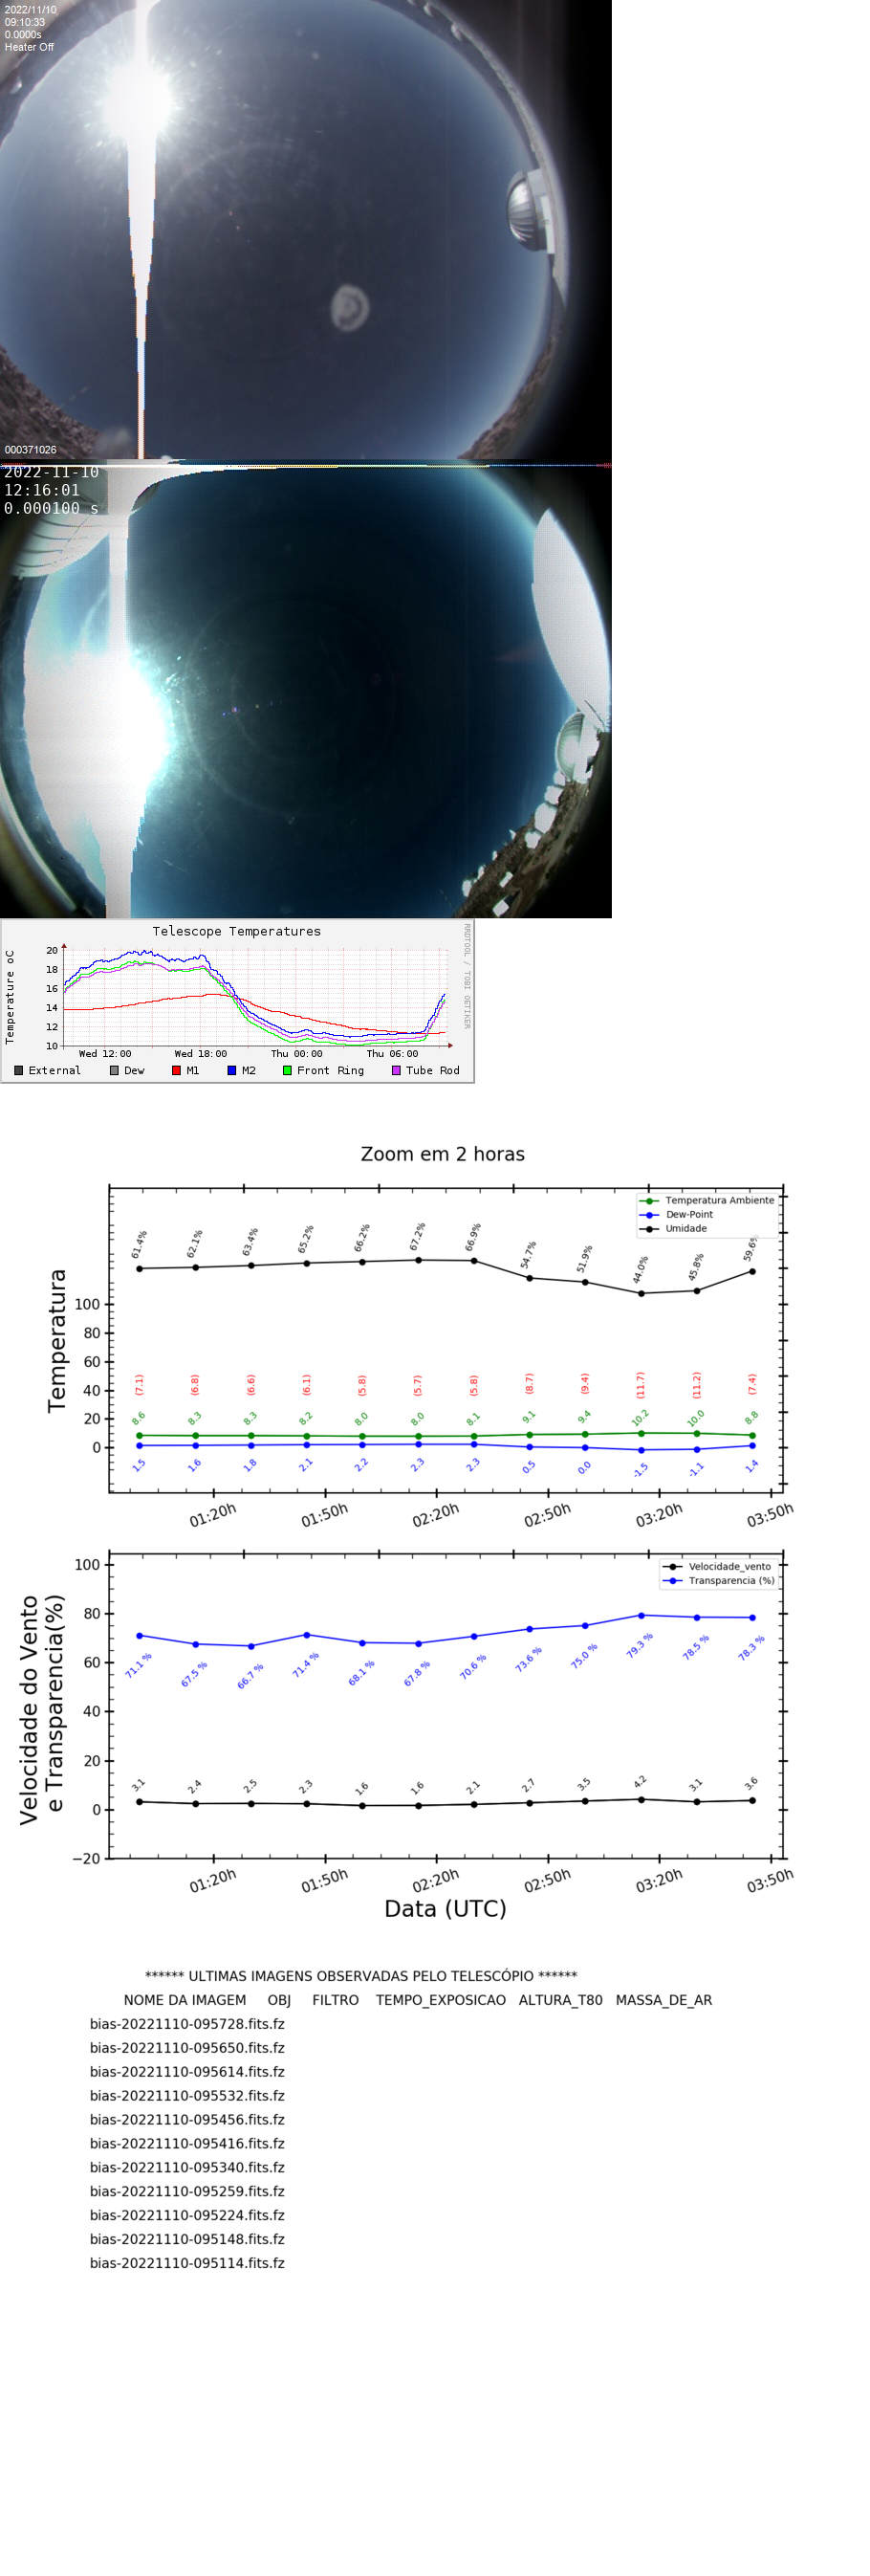 2022/11/10
09:10:33
0.0000s
Heater Off
000371026
2022-11-10
12:16:01
0.000100 s
Telescope Temperatures
RRDTOOL / TOBI OETIKER
Temperature oC
20
18
16
14
12
10
Wed 12:00 Wed 18:00 Thu 00:00 Thu 06:00
External Dew M1 M2 Front Ring Tube Rod
Zoom em 2 horas
Temperatura Ambiente
Dew-Point
Umidade
Temperatura
61.4% 62.1% 63.4% 65.2% 66.2% 67.2% 66.9% 54.7% 51.9% 44.0% 45.8% 59.6%
100
80
60
40
20
0
(7.1) (6.8) (6.6) (6.1) (5.8) (5.7) (5.8) (8.7) (9.4) (11.7) (11.2) (7.4)
8.6 8.3 8.3 8.2 8.0 8.0 8.1 9.1 9.4 10.2 10.0 8.8
1.5 1.6 1.8 2.1 2.2 2.3 2.3 0.5 0.0 -1.5 -1.1 1.4
01:20h 01:50h 02:20h 02:50h 03:20h 03:50h
Velocidade_vento
Transparencia (%)
Velocidade do Vento
e Transparencia(%)
100
80
60
40
20
0
−20
71.1 % 67.5 % 66.7 % 71.4 % 68.1 % 67.8 % 70.6 % 73.6 % 75.0 % 79.3 % 78.5 % 78.3 %
3.1 2.4 2.5 2.3 1.6 1.6 2.1 2.7 3.5 4.2 3.1 3.6
01:20h 01:50h 02:20h 02:50h 03:20h 03:50h
Data (UTC)
****** ULTIMAS IMAGENS OBSERVADAS PELO TELESCÓPIO ******
NOME DA IMAGEM OBJ FILTRO TEMPO_EXPOSICAO ALTURA_T80 MASSA_DE_AR
bias-20221110-095728.fits.fz
bias-20221110-095650.fits.fz
bias-20221110-095614.fits.fz
bias-20221110-095532.fits.fz
bias-20221110-095456.fits.fz
bias-20221110-095416.fits.fz
bias-20221110-095340.fits.fz
bias-20221110-095259.fits.fz
bias-20221110-095224.fits.fz
bias-20221110-095148.fits.fz
bias-20221110-095114.fits.fz